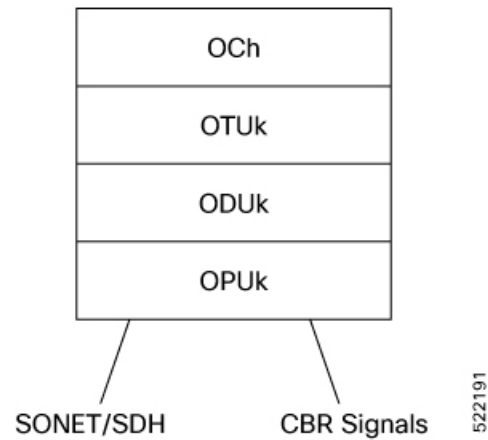 OCh
OTUk
ODUk
OPUk
SONET/SDH
CBR Signals
522191